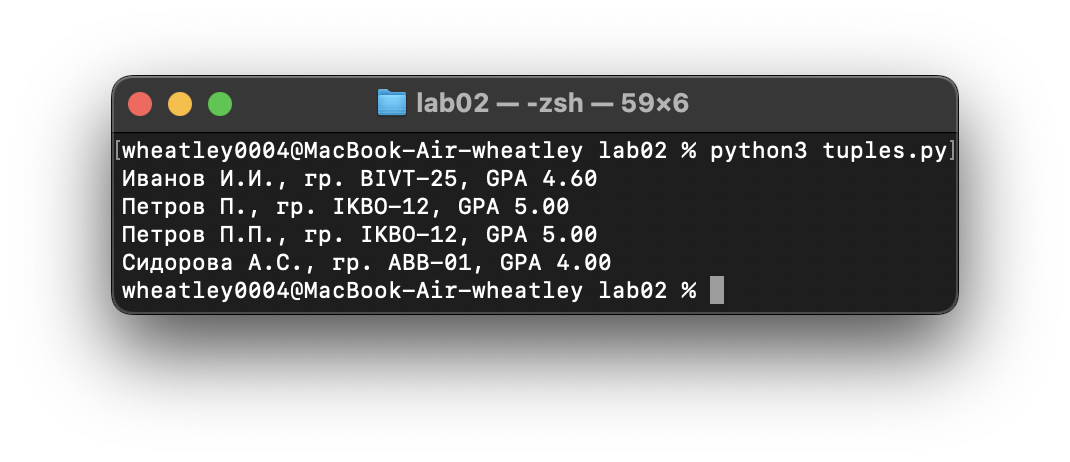 lab02 — -zsh — 59×6
[wheatley0004@MacBook-Air-wheatley lab02 % python3 tuples.py]
Иванов И.И., гр. BIVT-25, GPA 4.60
Петров П., гр. IKBO-12, GPA 5.00
Петров П.П., гр. IKBO-12, GPA 5.00
Сидорова А.С., гр. ABB-01, GPA 4.00
wheatley0004@MacBook-Air-wheatley lab02 %